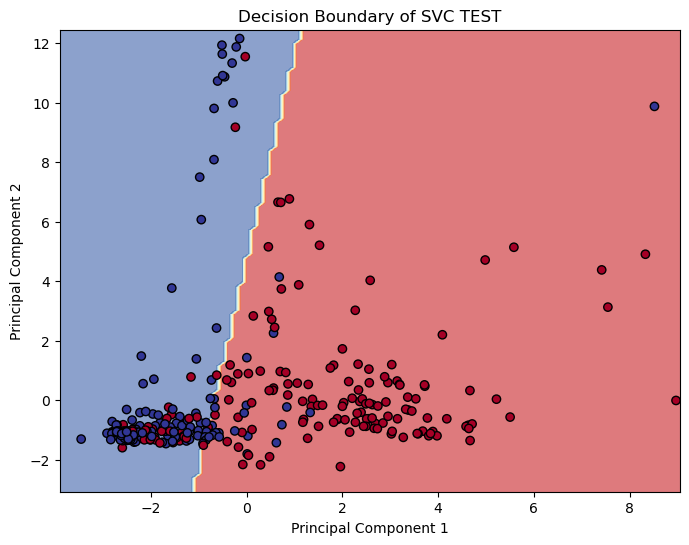 Decision Boundary of SVC TEST
Principal Component 2
12
10
8
6
4
2
0
−2
−2 0 2 4 6 8
Principal Component 1